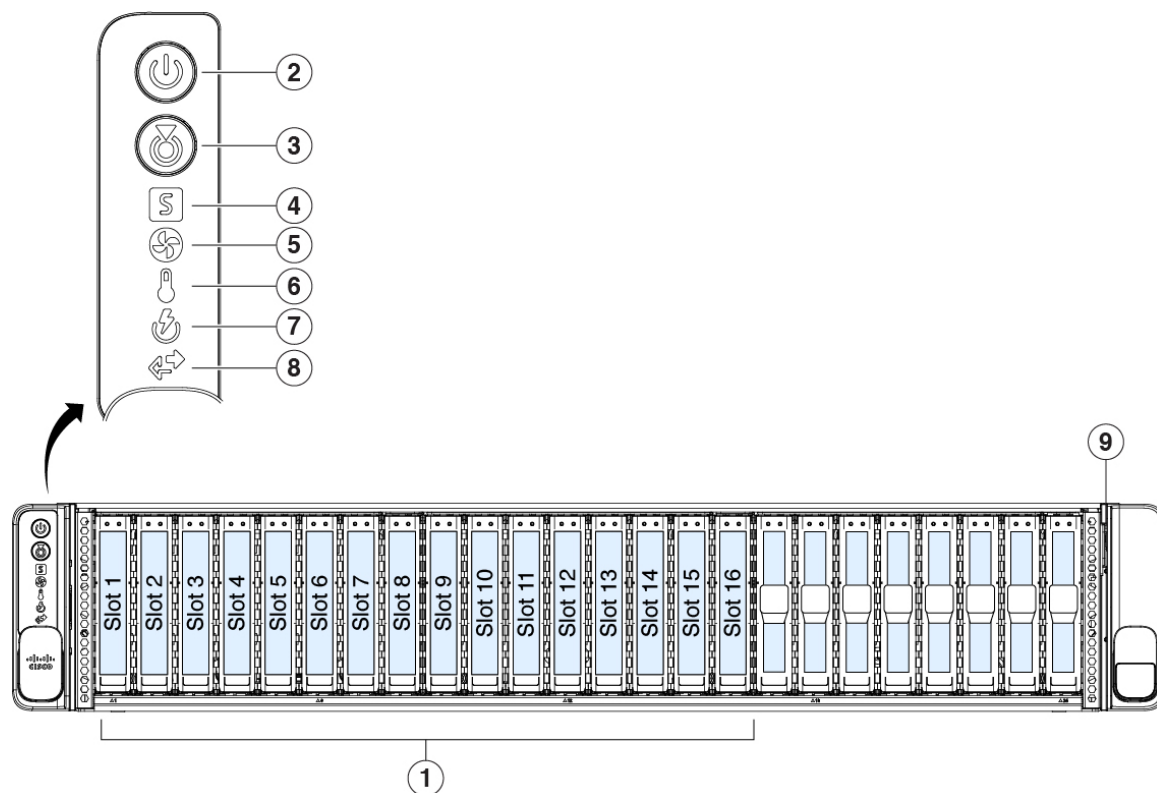 2
3
S
4
5
6
7
8
9
CISCO
Slot 1
Slot 2
Slot 3
Slot 4
Slot 5
Slot 6
Slot 7
Slot 8
Slot 9
Slot 10
Slot 11
Slot 12
Slot 13
Slot 14
Slot 15
Slot 16
1